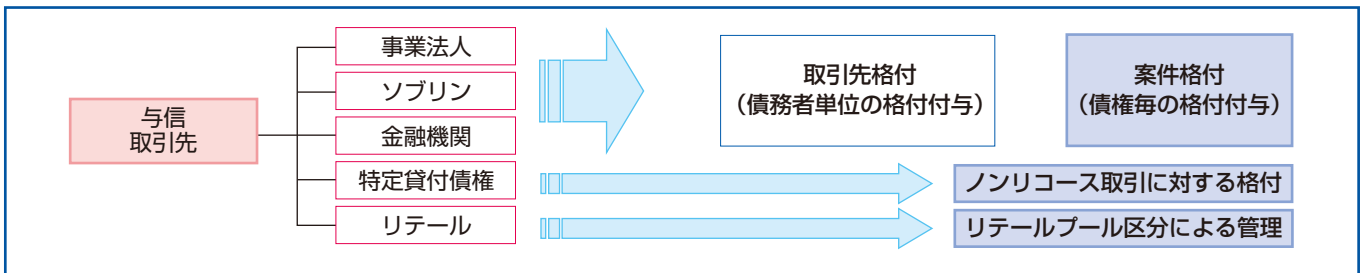 与信
取引先
事業法人
ソブリン
金融機関
特定貸付債権
リテール
取引先格付
（債務者単位の格付付与）
案件格付
（債権毎の格付付与）
ノンリコース取引に対する格付
リテールプール区分による管理